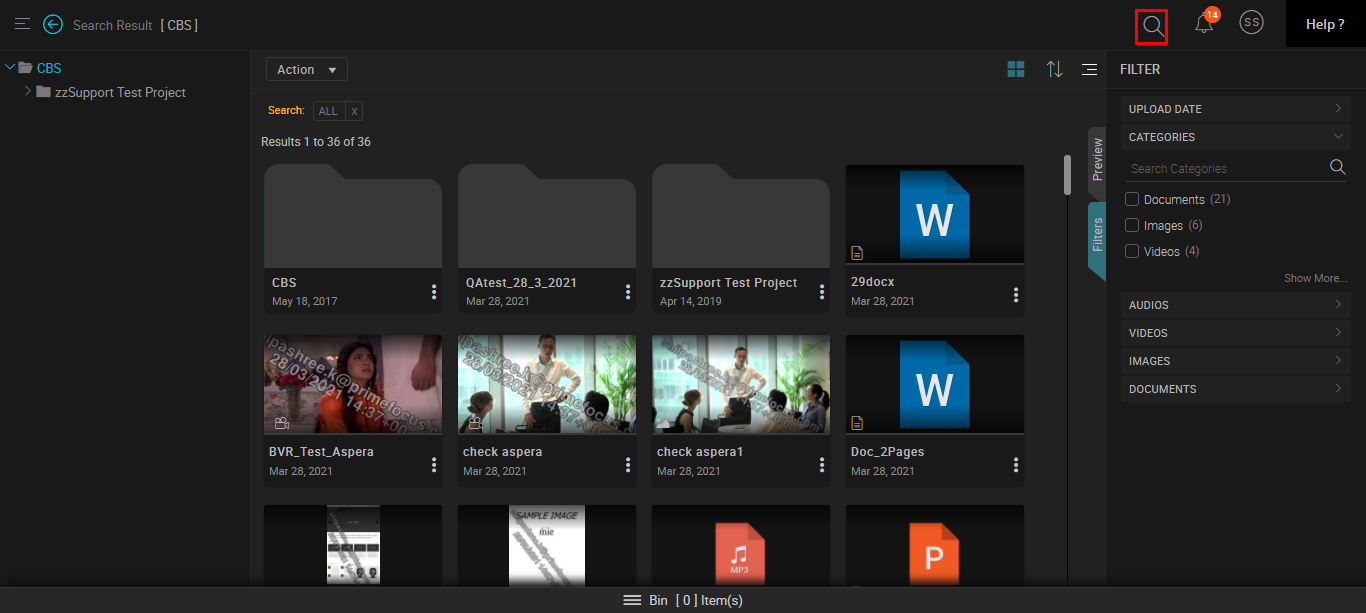 Search Result [ CBS ]
14
SS
Help ?
CBS
zzSupport Test Project
Action
Search: ALL x
Results 1 to 36 of 36
CBS
May 18, 2017
QAtest_28_3_2021
Mar 28, 2021
zzSupport Test Project
Apr 14, 2019
W
29docx
Mar 28, 2021
ipashree.k@primefocus.c
28/03/2021 14:37
BVR_Test_Aspera
Mar 28, 2021
check aspera
Mar 28, 2021
check aspera1
Mar 28, 2021
W
Doc_2Pages
Mar 28, 2021
SAMPLE IMAGE
MP3
P
Preview
Filters
FILTER
UPLOAD DATE
CATEGORIES
Search Categories
Documents (21)
Images (6)
Videos (4)
Show More...
AUDIOS
VIDEOS
IMAGES
DOCUMENTS
Bin [ 0 ] Item(s)